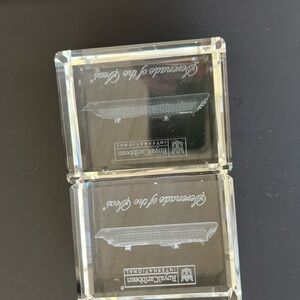 RoyalCaribbean®
INTERNATIONAL
Serenade of the Seas®
RoyalCaribbean
INTERNATIONAL
Serenade of the Seas®